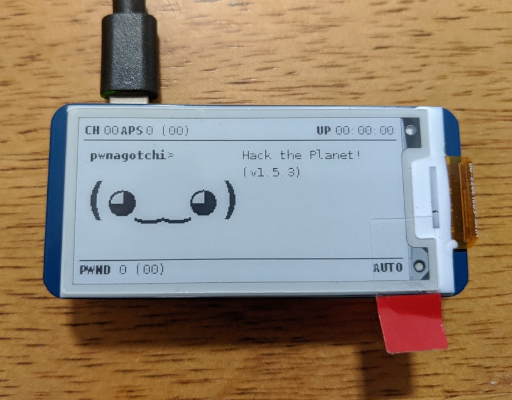 CH 00 APS 0 (00) UP 00:00:00
pwnagotchi> Hack the Planet!
(v1.5.3)
PWND 0 (00) AUTO